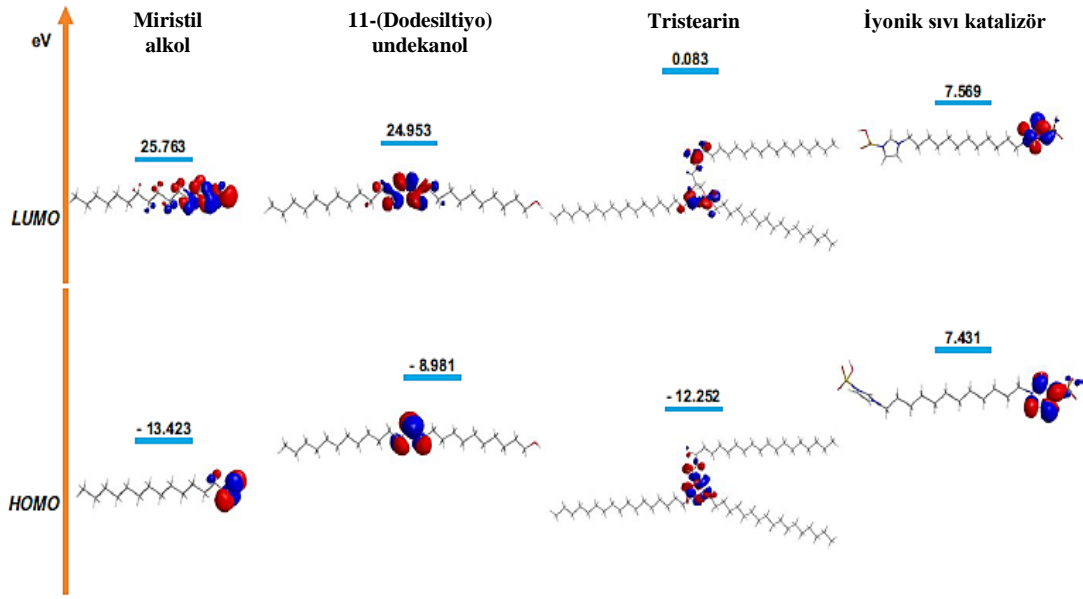 eV
Miristil
alkol
11-(Dodesiltiyo)
undekanol
Tristearin
İyonik sıvı katalizör
0.083
7.569
25.763
24.953
LUMO
7.431
- 8.981
- 12.252
- 13.423
HOMO